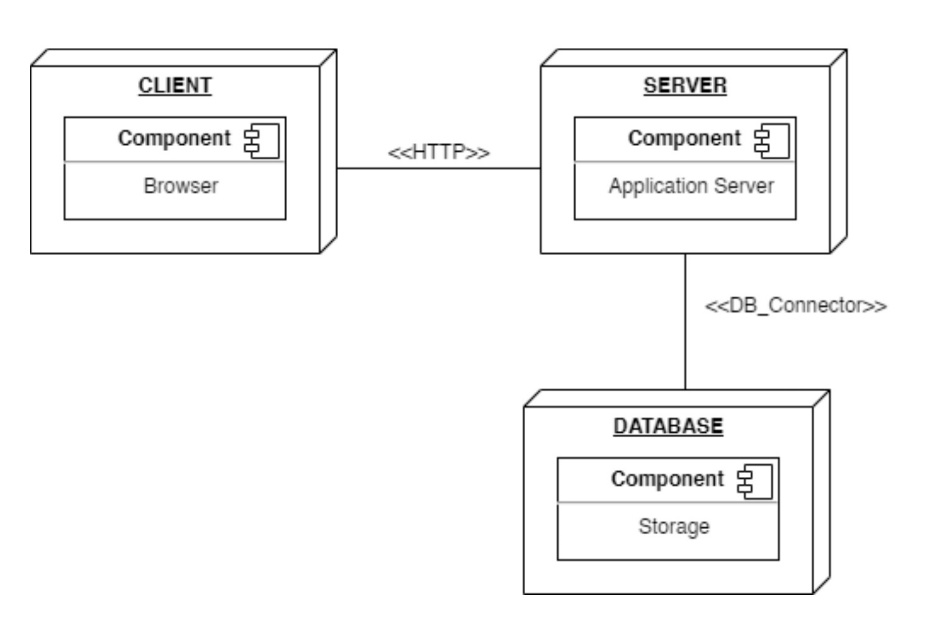 CLIENT
Component
Browser
<<HTTP>>
SERVER
Component
Application Server
<<DB_Connector>>
DATABASE
Component
Storage